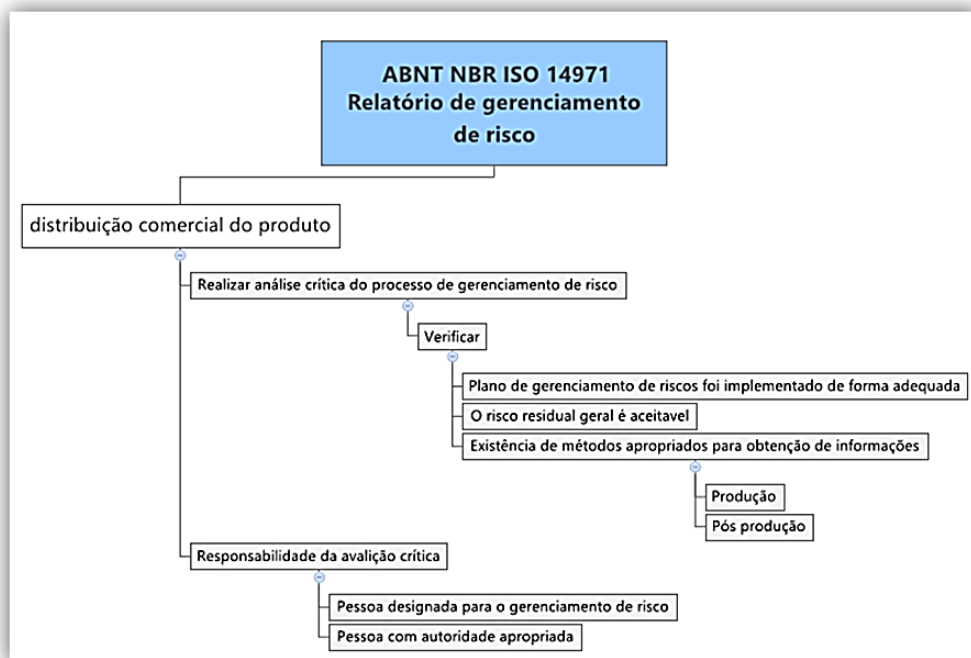 ABNT NBR ISO 14971
Relatório de gerenciamento
de risco
distribuição comercial do produto
Realizar análise crítica do processo de gerenciamento de risco
Verificar
Plano de gerenciamento de riscos foi implementado de forma adequada
O risco residual geral é aceitavel
Existência de métodos apropriados para obtenção de informações
Produção
Pós produção
Responsabilidade da avalição crítica
Pessoa designada para o gerenciamento de risco
Pessoa com autoridade apropriada